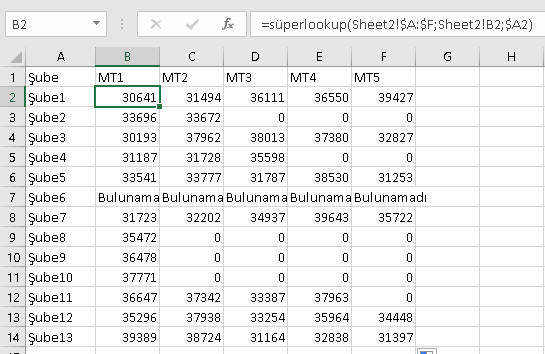 B2 fx =süperlookup(Sheet2!$A:$F;Sheet2!B2;$A2)
A B C D E F G H
1 Şube MT1 MT2 MT3 MT4 MT5
2 Şube1 30641 31494 36111 36550 39427
3 Şube2 33696 33672 0 0 0
4 Şube3 30193 37962 38013 37380 32827
5 Şube4 31187 31728 35598 0 0
6 Şube5 33541 33777 31787 38530 31253
7 Şube6 Bulunama Bulunama Bulunama Bulunama Bulunamadı
8 Şube7 31723 32202 34937 39643 35722
9 Şube8 35472 0 0 0 0
10 Şube9 36478 0 0 0 0
11 Şube10 37771 0 0 0 0
12 Şube11 36647 37342 33387 37963 0
13 Şube12 35296 37938 33254 35964 34448
14 Şube13 39389 38724 31164 32838 31397